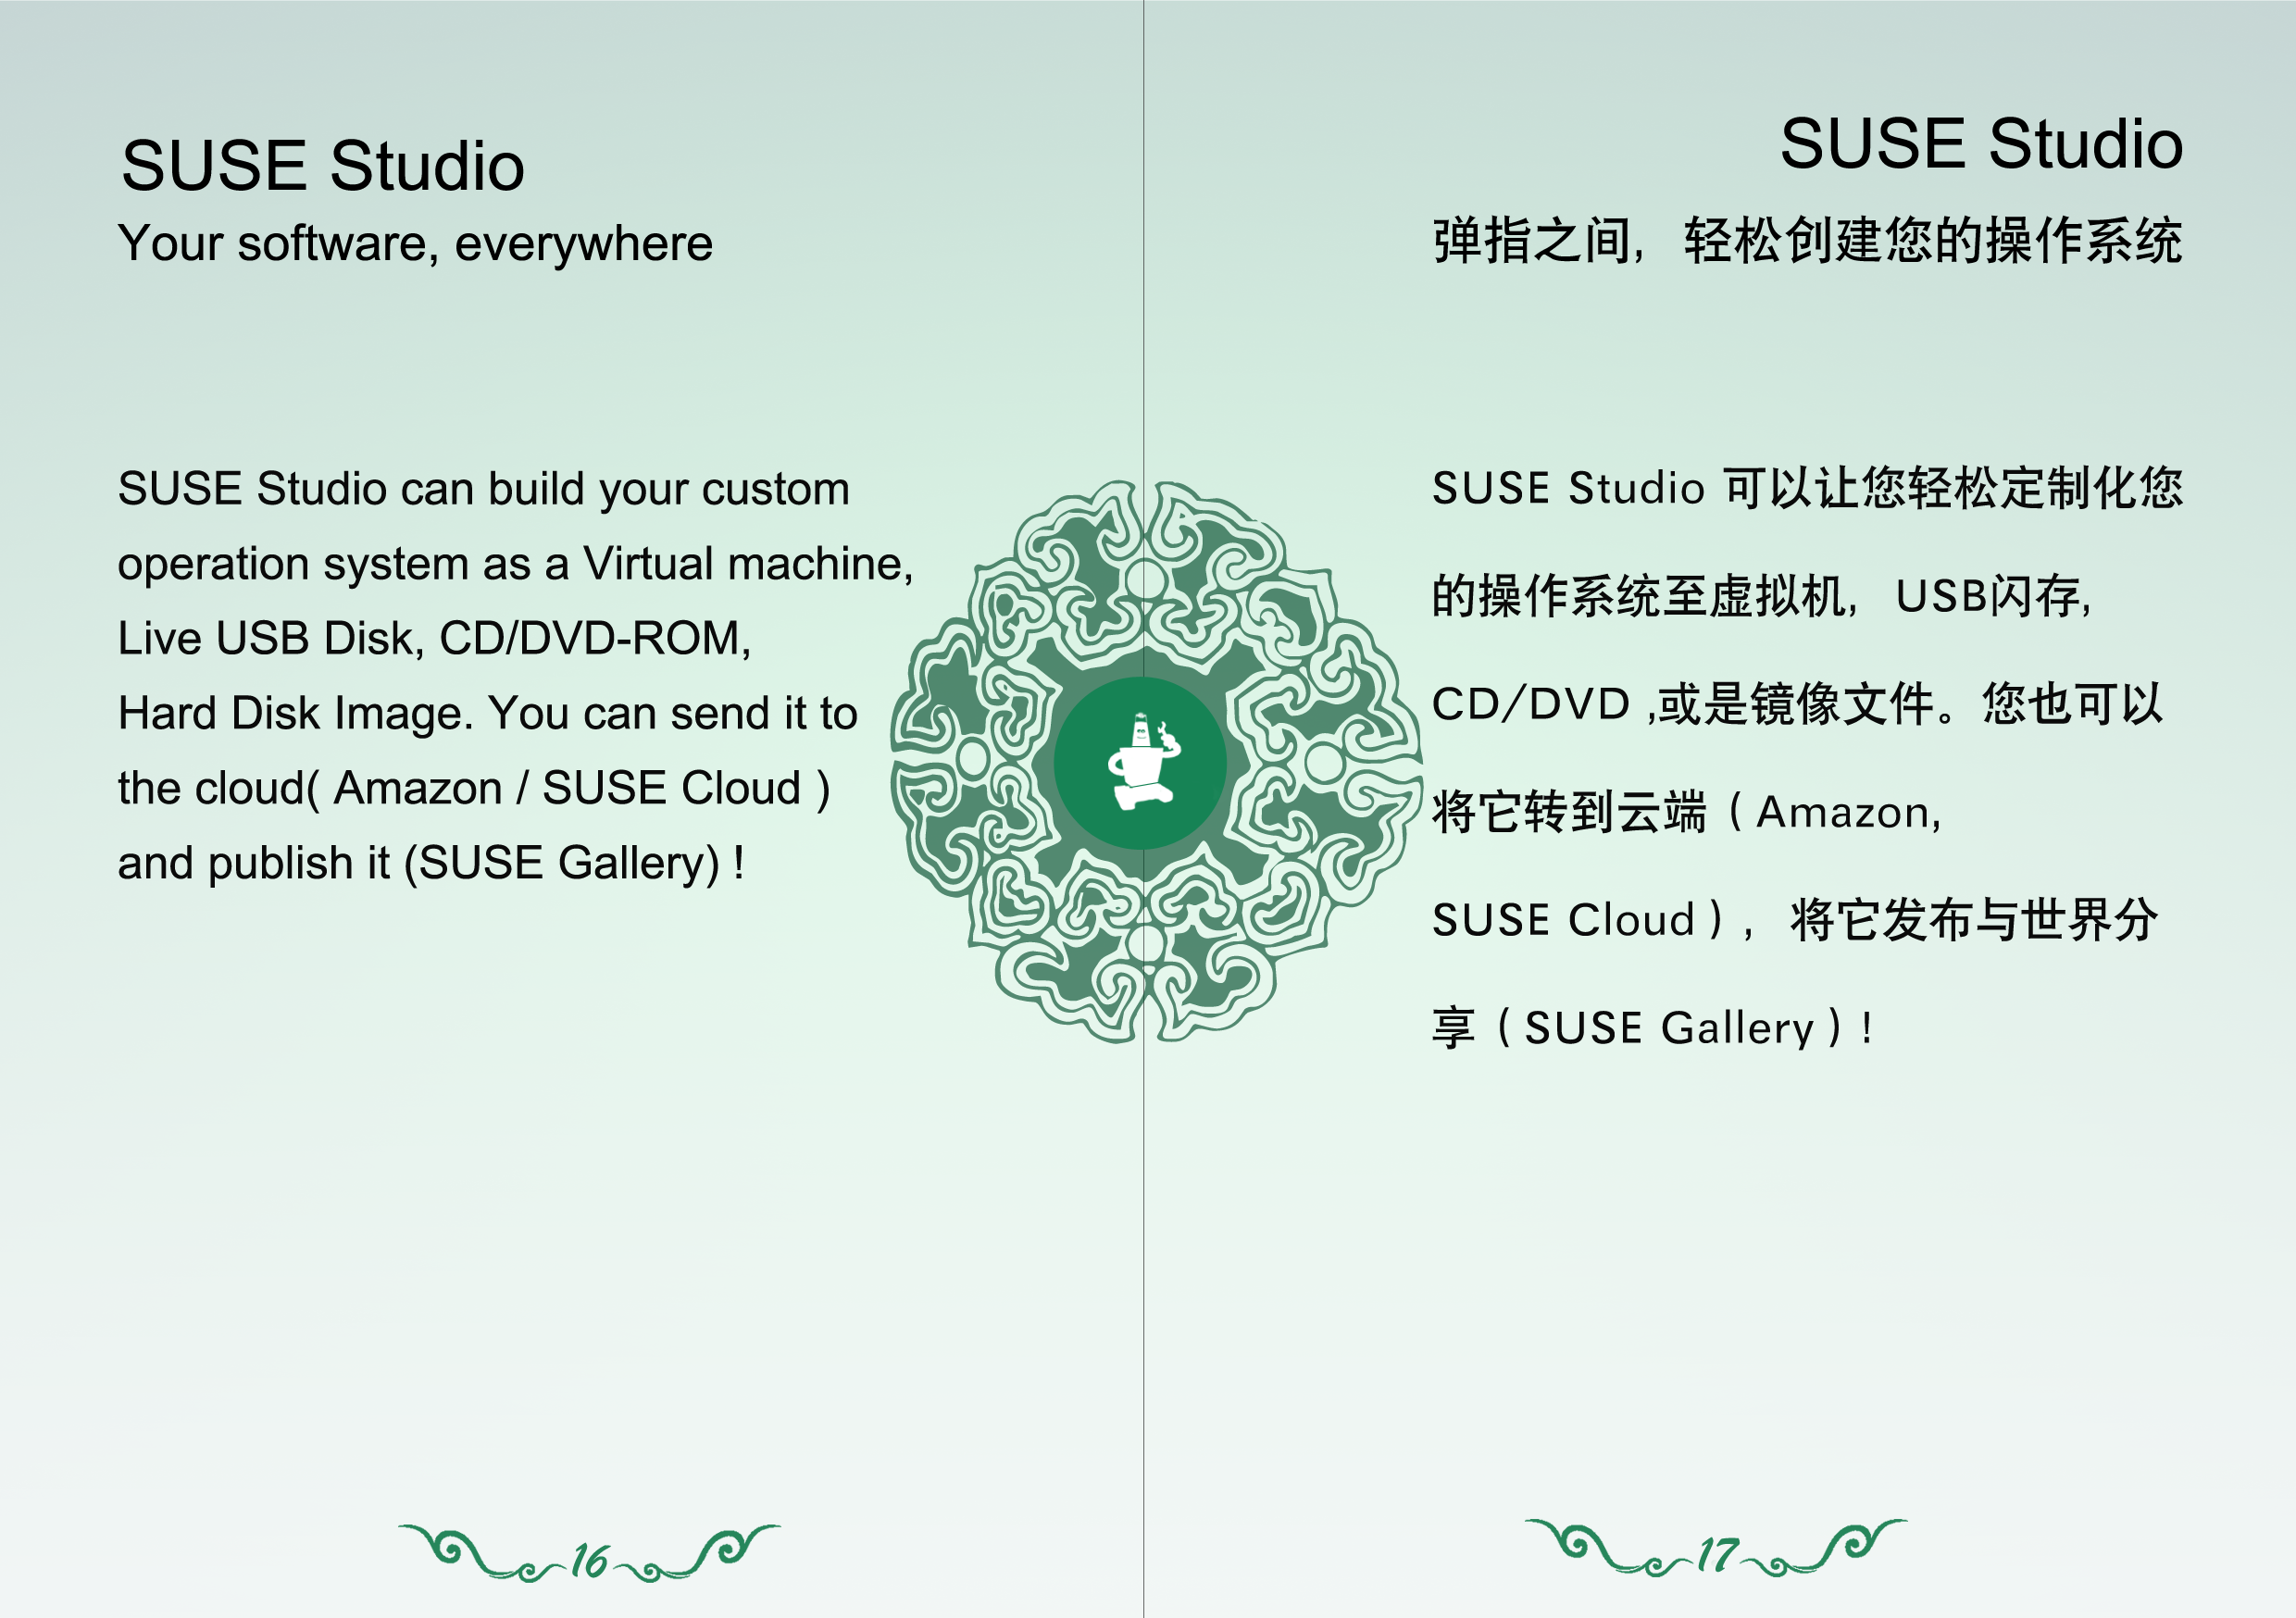 SUSE Studio
Your software, everywhere
SUSE Studio can build your custom
operation system as a Virtual machine,
Live USB Disk, CD/DVD-ROM,
Hard Disk Image. You can send it to
the cloud( Amazon / SUSE Cloud )
and publish it (SUSE Gallery) !
16
SUSE Studio
弹指之间，轻松创建您的操作系统
SUSE Studio 可以让您轻松定制化您
的操作系统至虚拟机，USB闪存,
CD/DVD ,或是镜像文件。您也可以
将它转到云端（Amazon,
SUSE Cloud），将它发布与世界分
享（SUSE Gallery）!
17